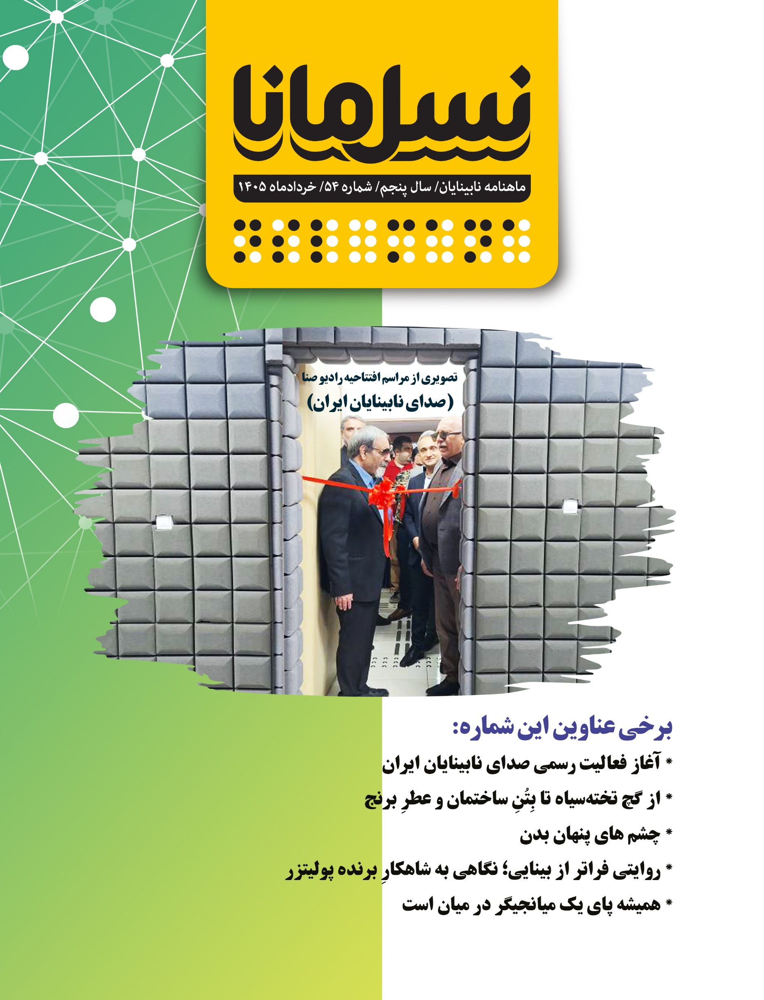 نسل مانا
ماهنامه نابینایان/ سال پنجم/ شماره ۵۴/ خردادماه ۱۴۰۵
تصویری از مراسم افتتاحیه رادیو صنا
(صدای نابینایان ایران)
برخی عناوین این شماره:
* آغاز فعالیت رسمی صدای نابینایان ایران
* از گچ تخته‌سیاه تا بِتُنِ ساختمان و عطرِ برنج
* چشم های پنهان بدن
* روایتی فراتر از بینایی؛ نگاهی به شاهکارِ برنده پولیتزر
* همیشه پای یک میانجیگر در میان است